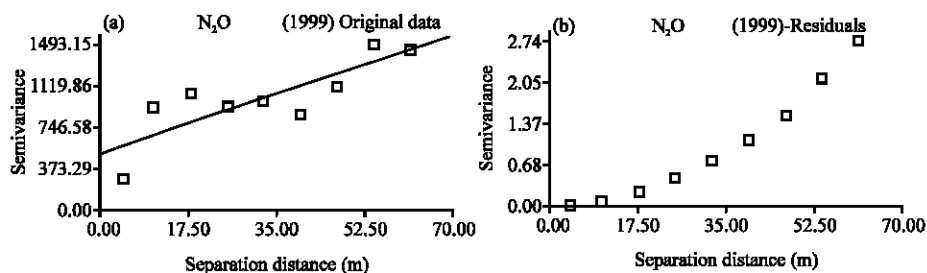 (a) N₂O (1999) Original data
Semivariance
1493.15
1119.86
746.58
373.29
0.00
0.00 17.50 35.00 52.50 70.00
Separation distance (m)
(b) N₂O (1999)-Residuals
Semivariance
2.74
2.05
1.37
0.68
0.00
0.00 17.50 35.00 52.50 70.00
Separation distance (m)